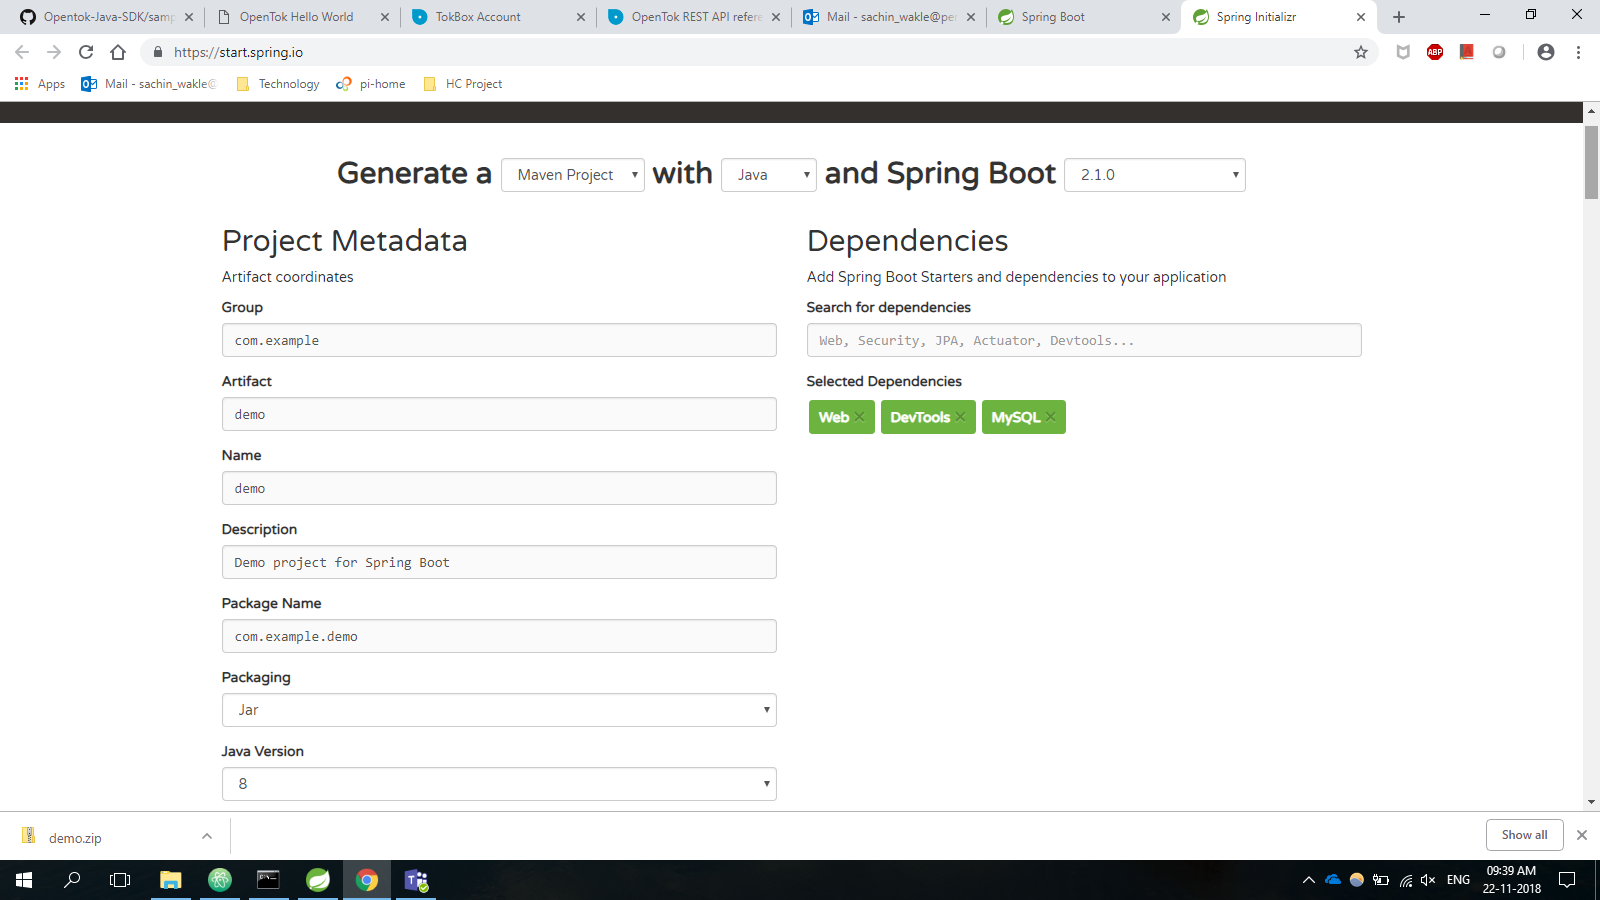 Opentok-Java-SDK/samp
OpenTok Hello World
TokBox Account
OpenTok REST API refere
Mail - sachin_wakle@per
Spring Boot
Spring Initializr
https://start.spring.io
ABP
Apps
Mail - sachin_wakle@
Technology
pi-home
HC Project
Generate a Maven Project with Java and Spring Boot 2.1.0
Project Metadata
Artifact coordinates
Group
com.example
Artifact
demo
Name
demo
Description
Demo project for Spring Boot
Package Name
com.example.demo
Packaging
Jar
Java Version
8
Dependencies
Add Spring Boot Starters and dependencies to your application
Search for dependencies
Web, Security, JPA, Actuator, Devtools...
Selected Dependencies
Web DevTools MySQL
demo.zip
Show all
ENG
09:39 AM
22-11-2018